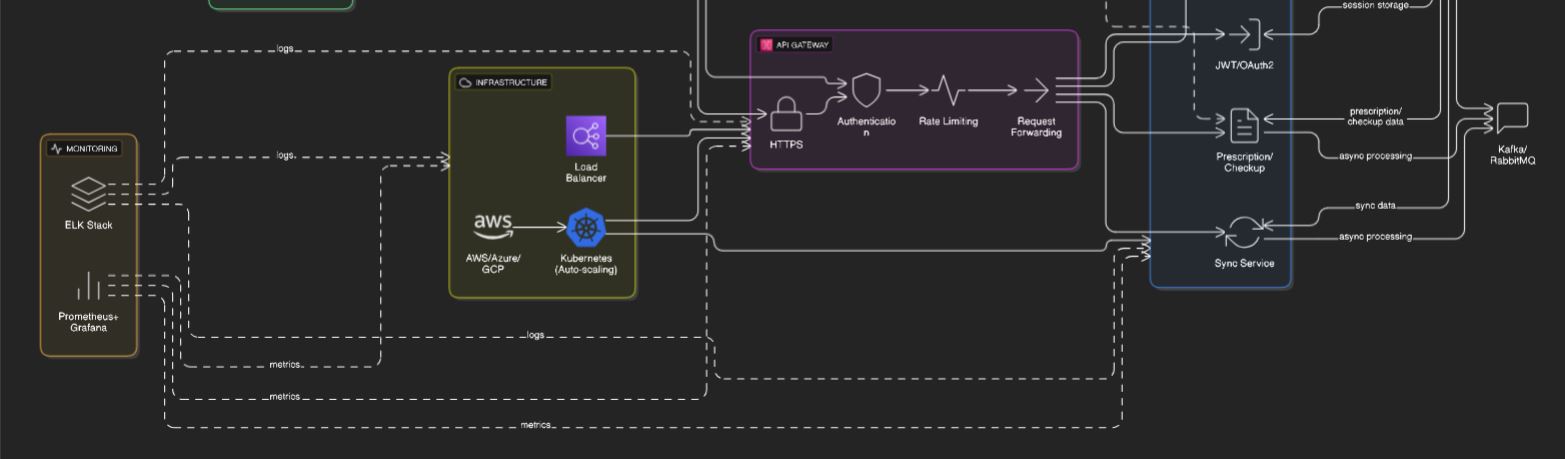 session storage
logs
API GATEWAY
JWT/OAuth2
INFRASTRUCTURE
Authenticatio
n
Rate Limiting
Request
Forwarding
HTTPS
prescription/
checkup data
Kafka/
RabbitMQ
MONITORING
logs
Load
Balancer
Prescription/
Checkup
async processing
ELK Stack
aws
sync data
AWS/Azure/
GCP
Kubernetes
(Auto-scaling)
async processing
Sync Service
Prometheus+
Grafana
logs
metrics
metrics
metrics